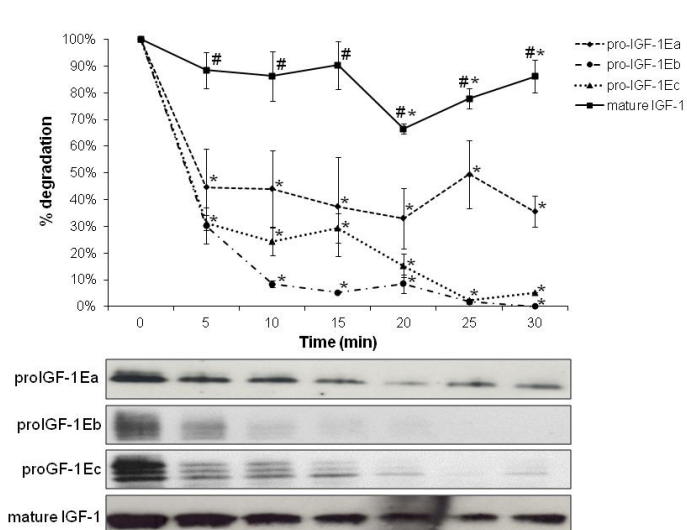 100%
90%
80%
70%
60%
50%
40%
30%
20%
10%
0%
% degradation
# # # #* #* #*
* * * * * *
* * * * * *
* * * * *
0 5 10 15 20 25 30
Time (min)
pro-IGF-1Ea
pro-IGF-1Eb
pro-IGF-1Ec
mature IGF-1
proIGF-1Ea
proIGF-1Eb
proGF-1Ec
mature IGF-1